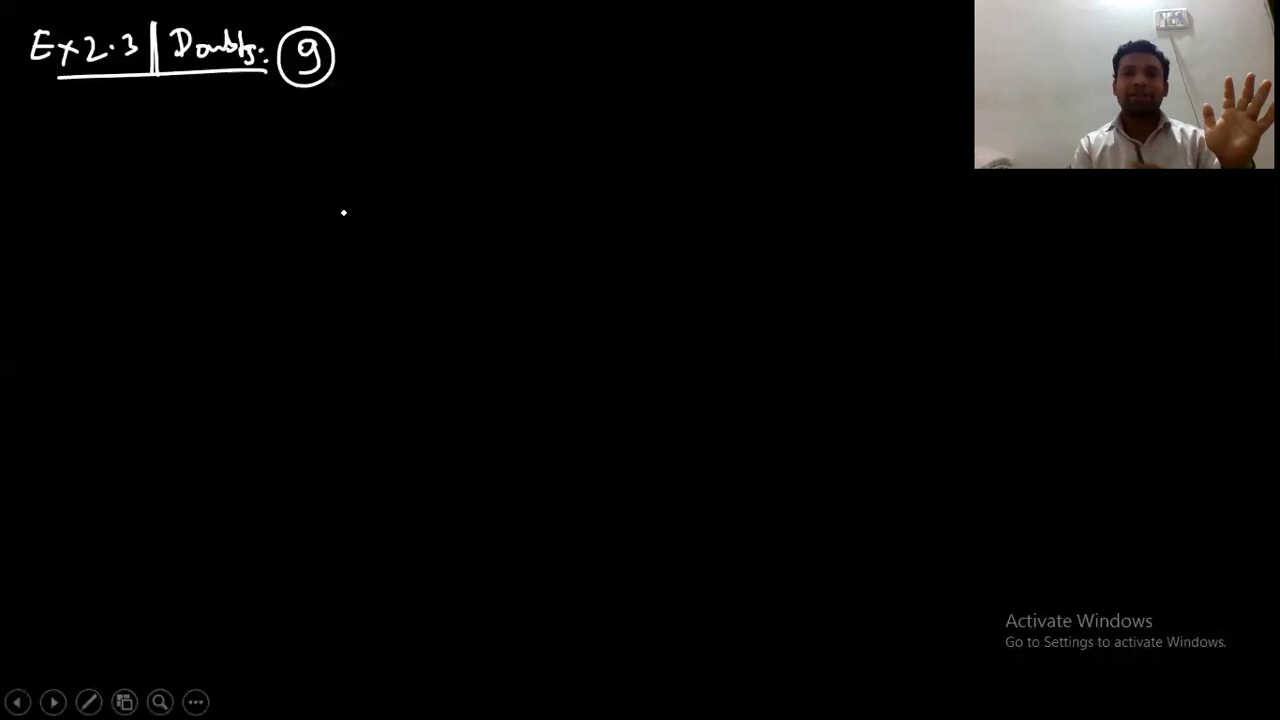 Ex 2.3 | Doubts: 9
Activate Windows
Go to Settings to activate Windows.